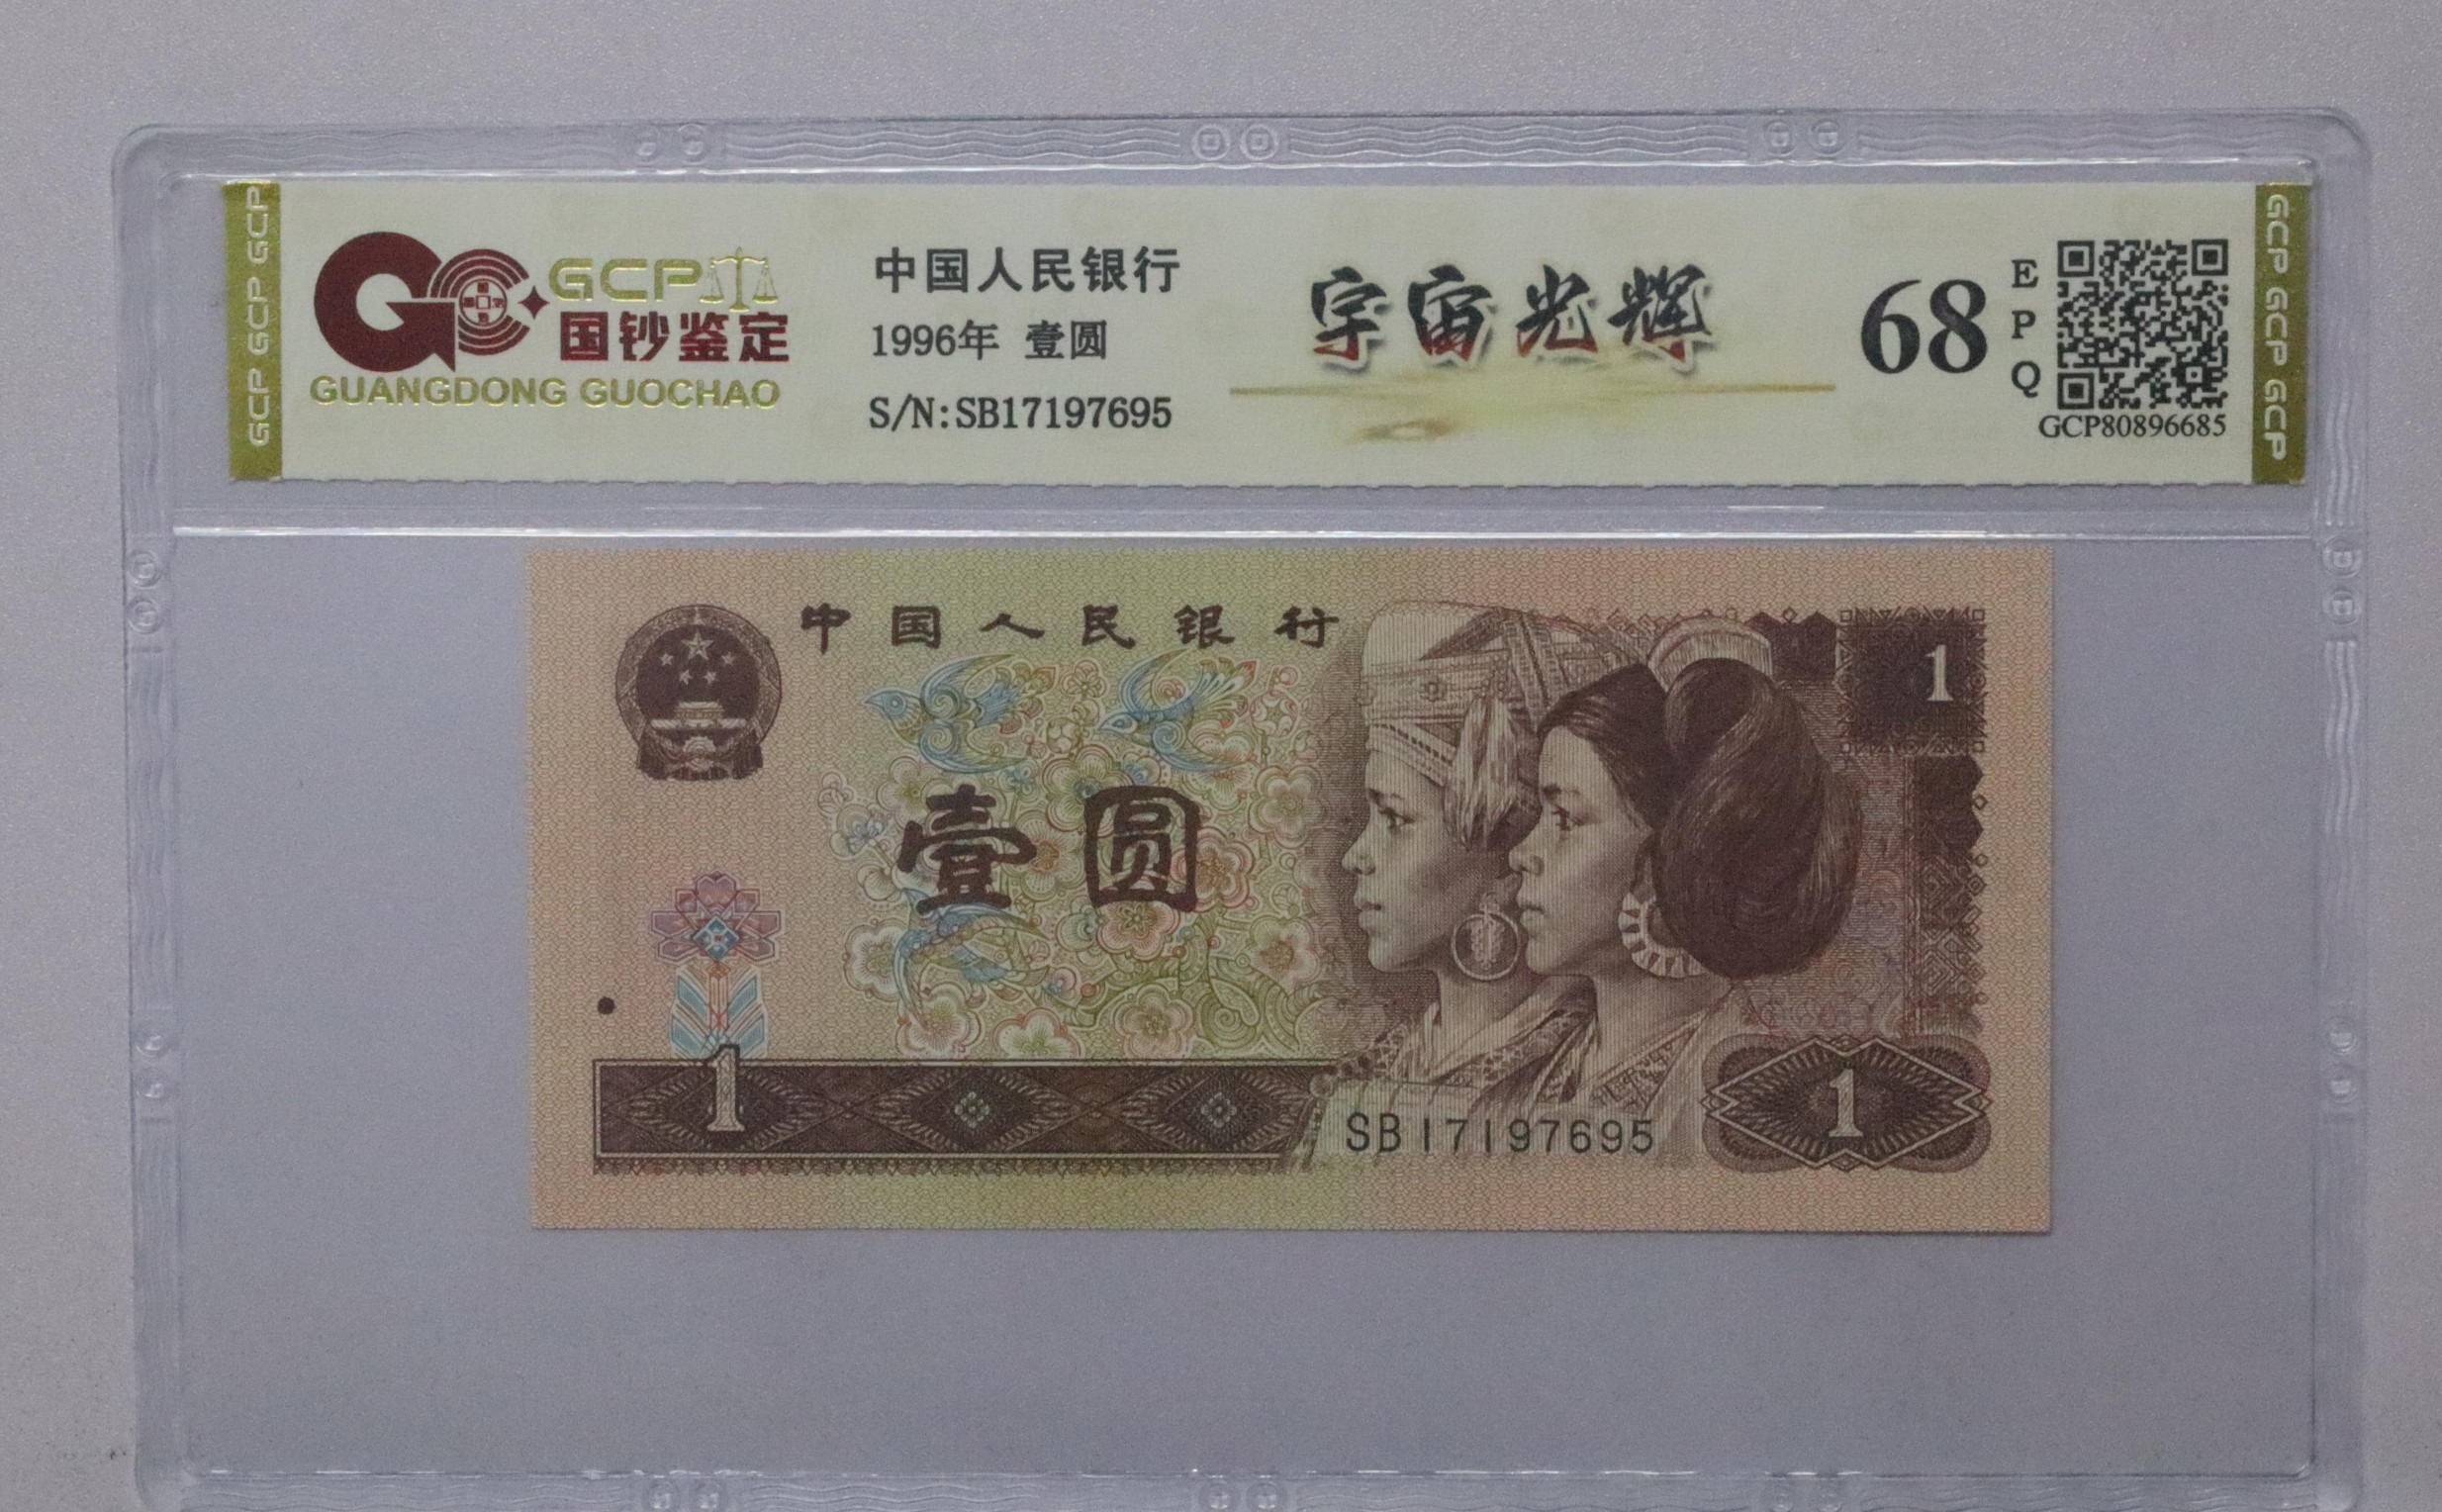 GCP GCP GCP
GCP
国钞鉴定
GUANGDONG GUOCHAO
中国人民银行
1996年 壹圆
S/N:SB17197695
宇宙光辉
68
E
P
Q
GCP80896685
GCP GCP GCP
中国人民银行
1
壹圆
1
SB17197695
1